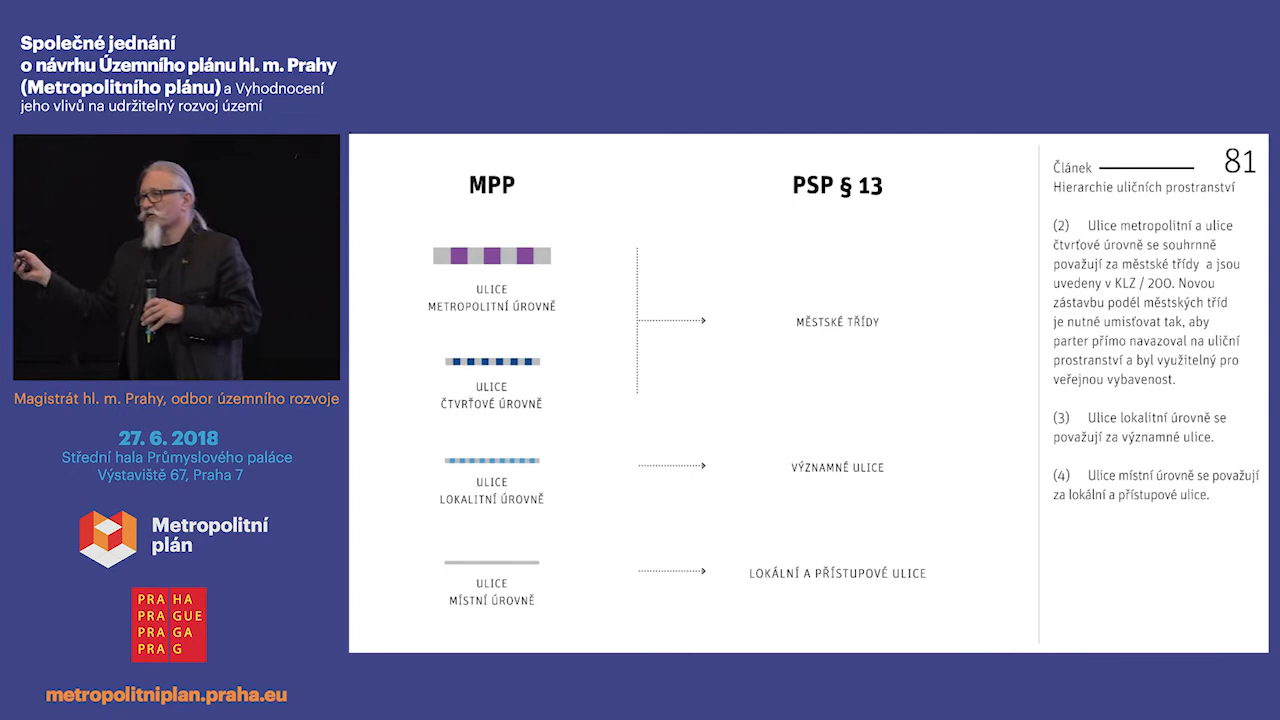 Společné jednání
o návrhu Územního plánu hl. m. Prahy
(Metropolitního plánu) a Vyhodnocení
jeho vlivů na udržitelný rozvoj území
Magistrát hl. m. Prahy, odbor územního rozvoje
27. 6. 2018
Střední hala Průmyslového paláce
Výstaviště 67, Praha 7
Metropolitní
plán
PRA HA
PRA GUE
PRA GA
PRA G
metropolitniplan.praha.eu
MPP
PSP § 13
ULICE
METROPOLITNÍ ÚROVNĚ
MĚSTSKÉ TŘÍDY
ULICE
ČTVRŤOVÉ ÚROVNĚ
ULICE
LOKALITNÍ ÚROVNĚ
VÝZNAMNÉ ULICE
ULICE
MÍSTNÍ ÚROVNĚ
LOKÁLNÍ A PŘÍSTUPOVÉ ULICE
Článek 81
Hierarchie uličních prostranství
(2) Ulice metropolitní a ulice
čtvrťové úrovně se souhrnně
považují za městské třídy a jsou
uvedeny v KLZ / 200. Novou
zástavbu podél městských tříd
je nutné umisťovat tak, aby
parter přímo navazoval na uliční
prostranství a byl využitelný pro
veřejnou vybavenost.
(3) Ulice lokalitní úrovně se
považují za významné ulice.
(4) Ulice místní úrovně se považují
za lokální a přístupové ulice.